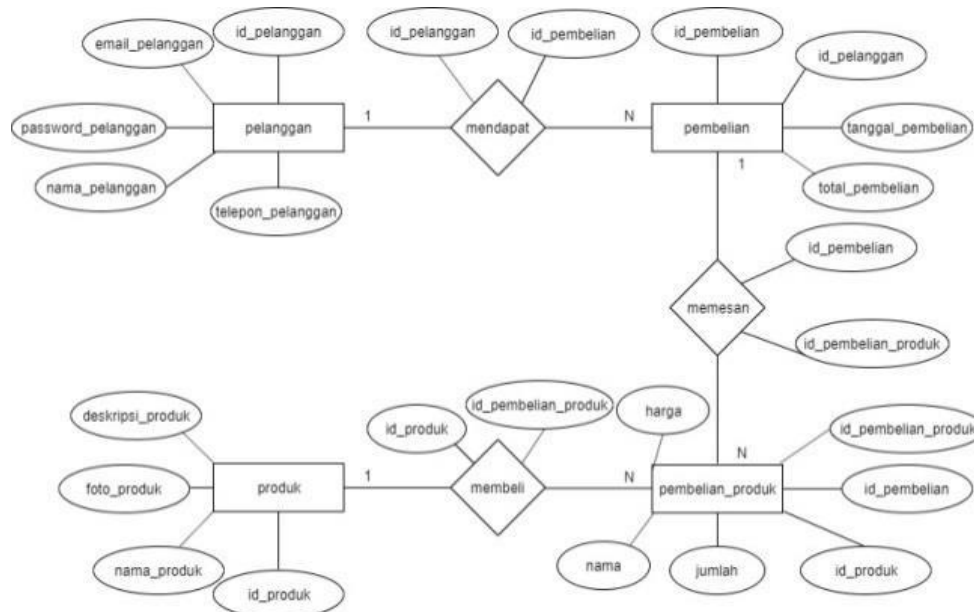 id_pelanggan
id_pelanggan
id_pembelian
id_pembelian
email_pelanggan
id_pelanggan
password_pelanggan
pelanggan
1
mendapat
N
pembelian
tanggal_pembelian
1
nama_pelanggan
total_pembelian
telepon_pelanggan
id_pembelian
memesan
id_pembelian_produk
deskripsi_produk
id_produk
id_pembelian_produk
harga
id_pembelian_produk
N
foto_produk
produk
1
membeli
N
pembelian_produk
id_pembelian
nama_produk
nama
jumlah
id_produk
id_produk